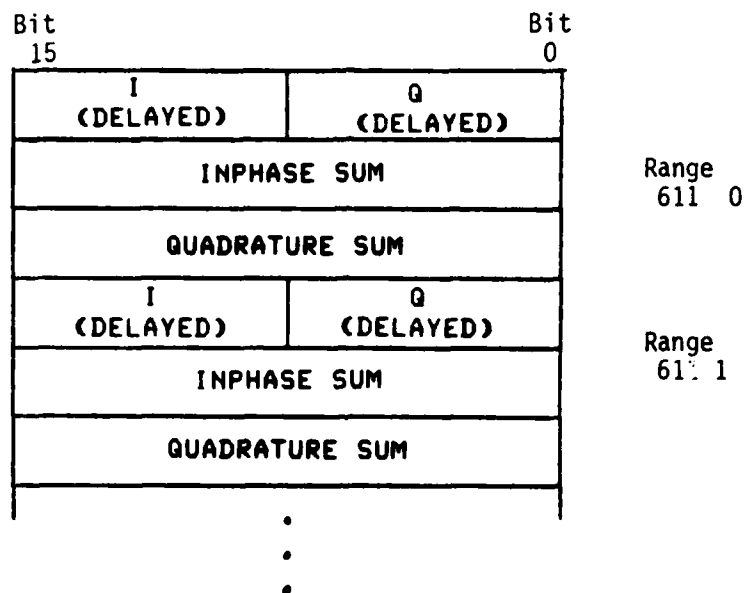 Bit Bit
15 0
I Q
(DELAYED) (DELAYED)
INPHASE SUM
Range
611 0
QUADRATURE SUM
I Q
(DELAYED) (DELAYED)
Range
1
INPHASE SUM
QUADRATURE SUM